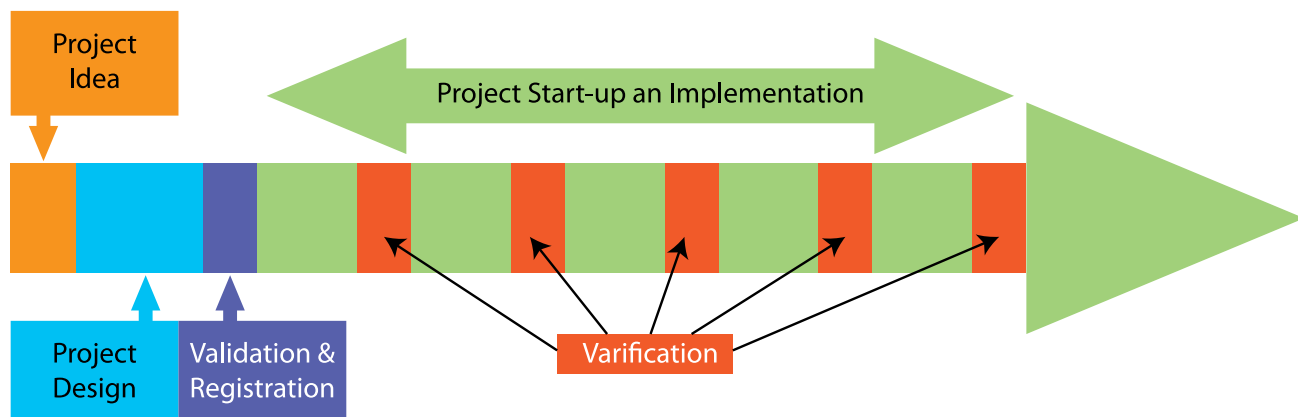 Project
Idea
Project Start-up an Implementation
Project
Design
Validation &
Registration
Varification